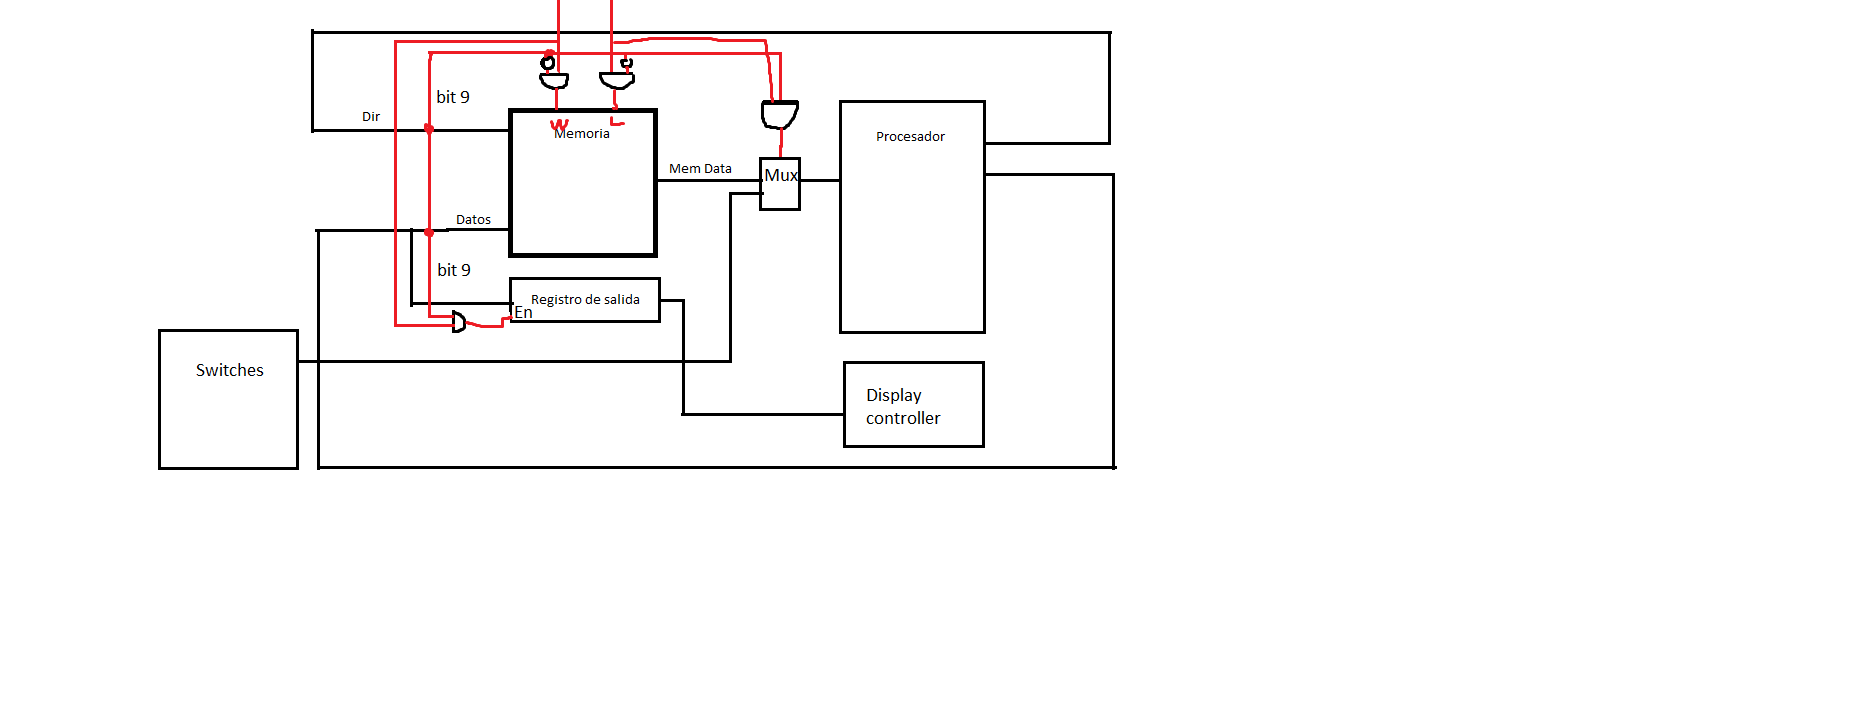 bit 9
Dir
W
L
Memoria
Procesador
Mem Data
Mux
Datos
bit 9
Registro de salida
En
Switches
Display
controller